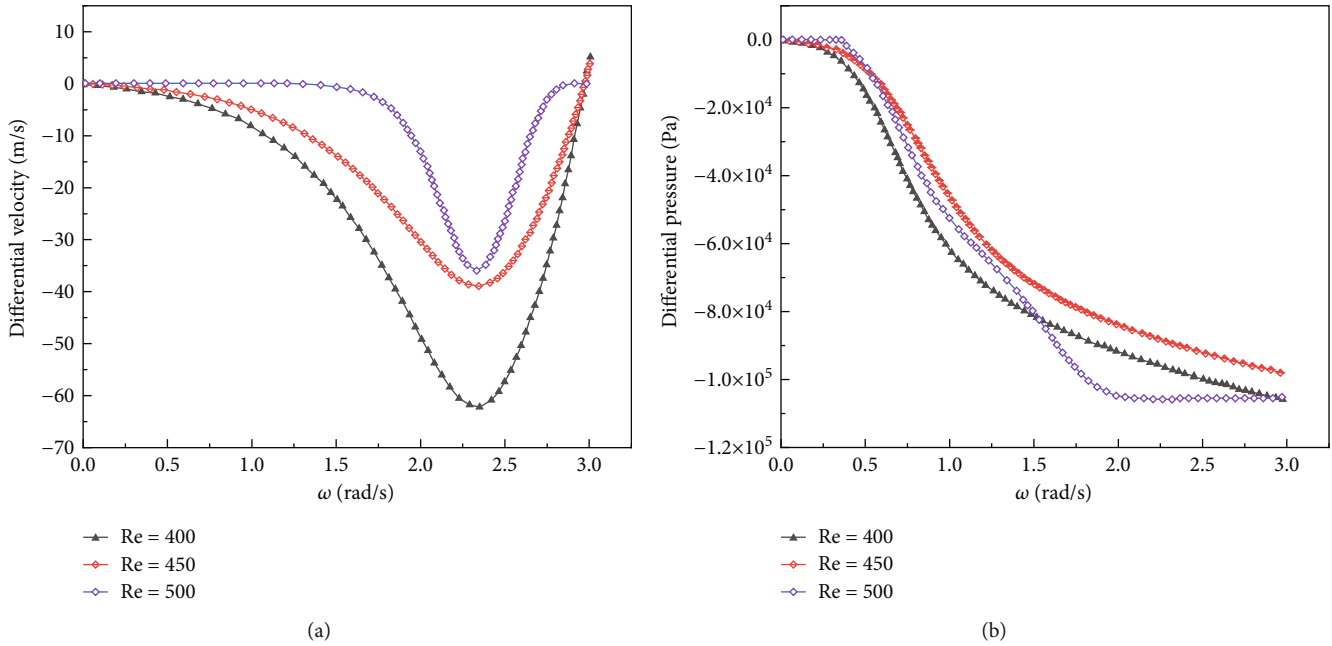 10
0
−10
−20
−30
−40
−50
−60
−70
Differential velocity (m/s)
0.0 0.5 1.0 1.5 2.0 2.5 3.0
ω (rad/s)
Re = 400
Re = 450
Re = 500
(a)
0.0
−2.0×10⁴
−4.0×10⁴
−6.0×10⁴
−8.0×10⁴
−1.0×10⁵
−1.2×10⁵
Differential pressure (Pa)
0.0 0.5 1.0 1.5 2.0 2.5 3.0
ω (rad/s)
Re = 400
Re = 450
Re = 500
(b)